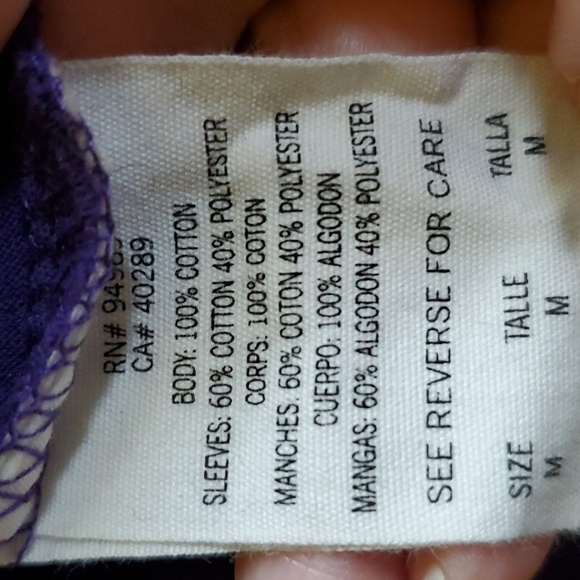 RN#
CA# 40289
BODY: 100% COTTON
SLEEVES: 60% COTTON 40% POLYESTER
CORPS: 100% COTON
MANCHES. 60% COTON 40% POLYESTER
CUERPO: 100% ALGODON
MANGAS: 60% ALGODON 40% POLYESTER
SEE REVERSE FOR CARE
SIZE TALLE TALLA
M M M